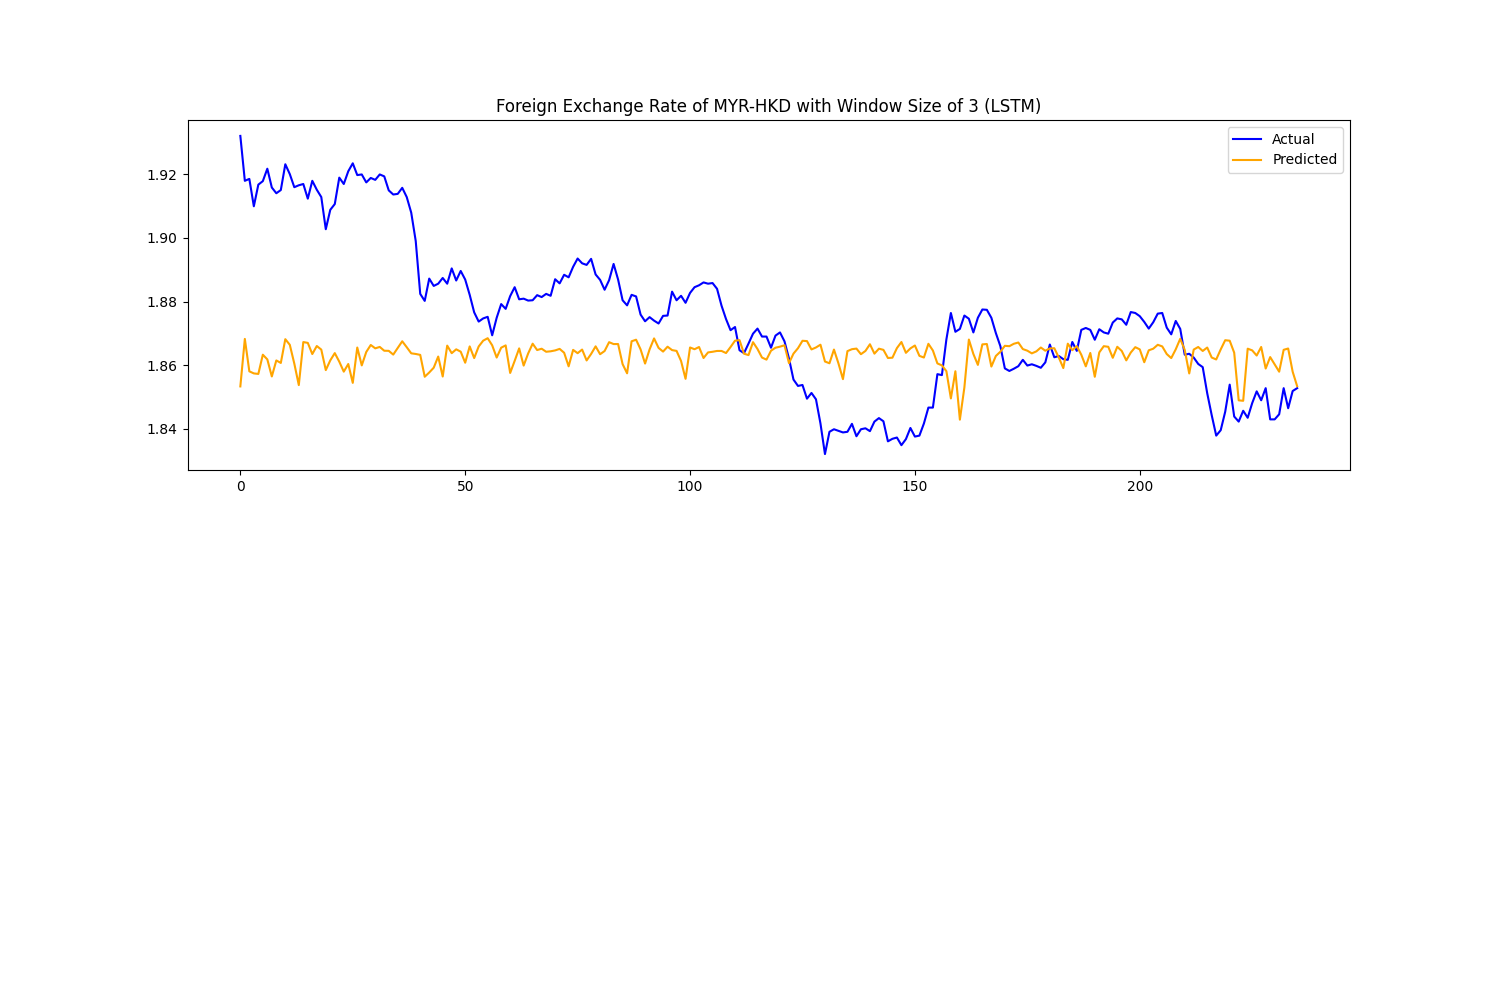 Foreign Exchange Rate of MYR-HKD with Window Size of 3 (LSTM)
Actual
Predicted
1.92
1.90
1.88
1.86
1.84
0 50 100 150 200